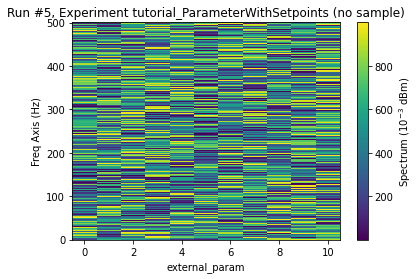 Run #5, Experiment tutorial_ParameterWithSetpoints (no sample)
500
400
300
200
100
0
Freq Axis (Hz)
0 2 4 6 8 10
external_param
800
600
400
200
Spectrum (10⁻³ dBm)